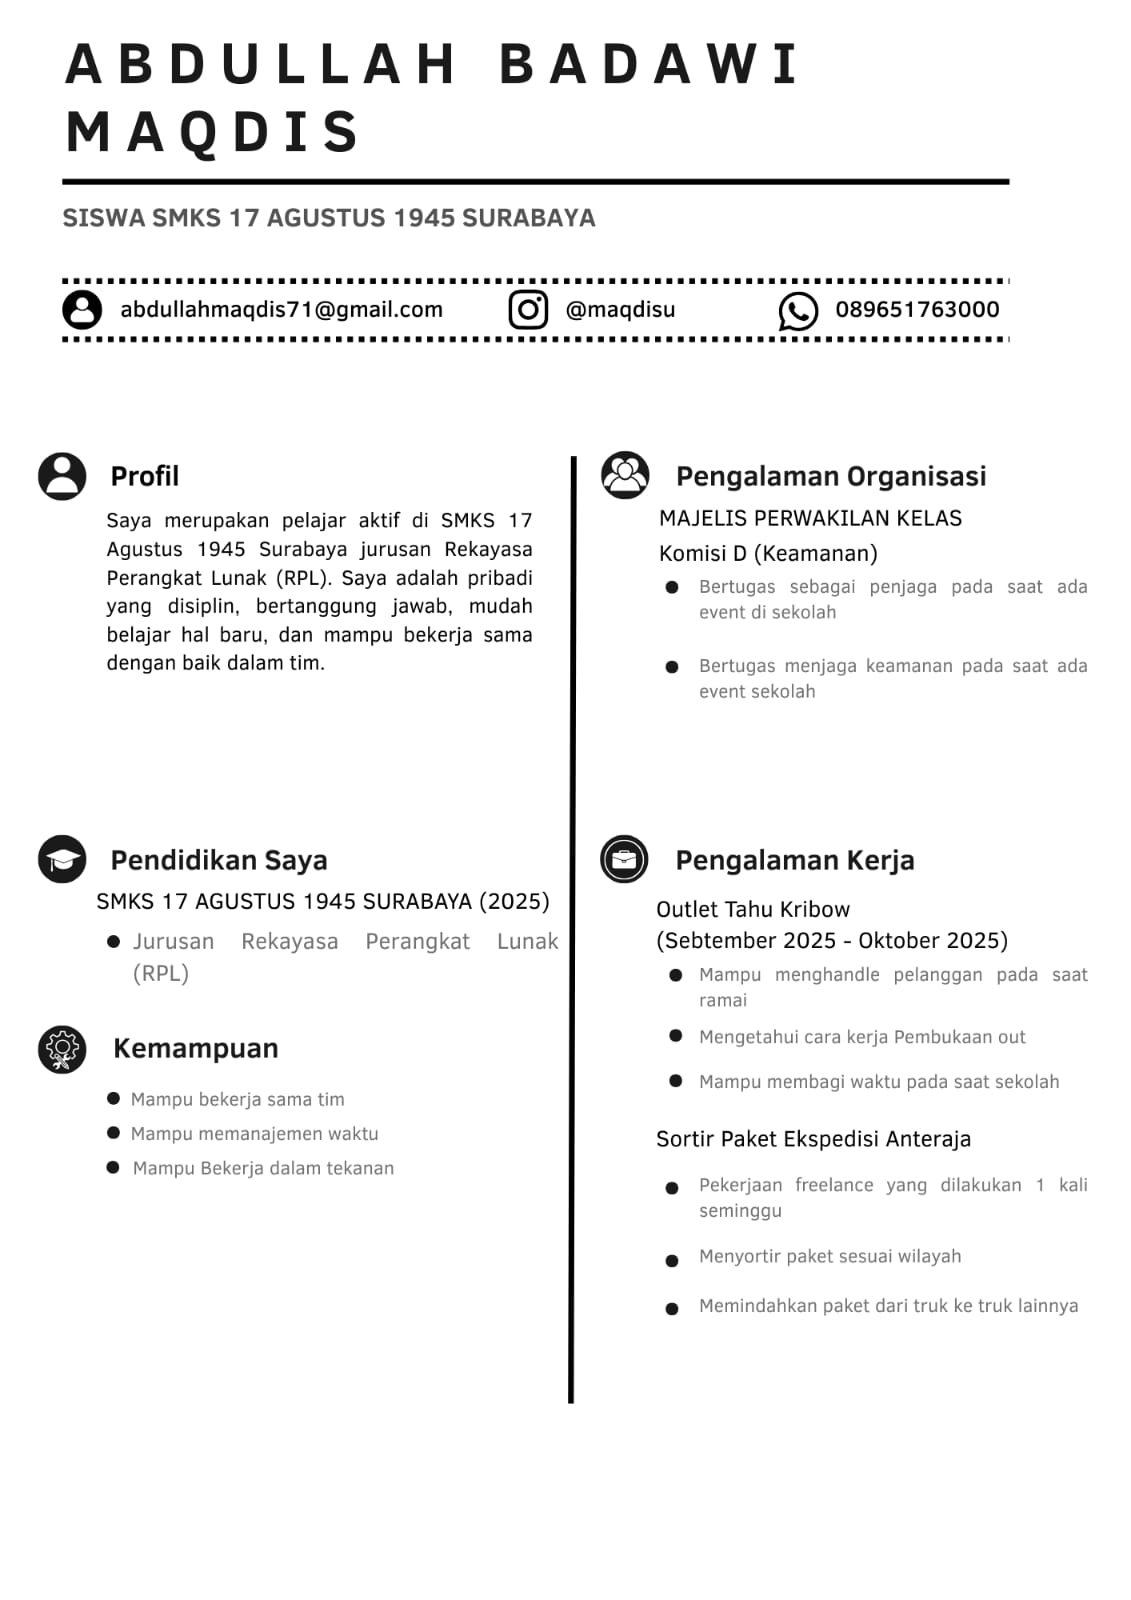 ABDULLAH BADAWI
MAQDIS
SISWA SMKS 17 AGUSTUS 1945 SURABAYA
abdullahmaqdis71@gmail.com
@maqdisu
089651763000
Profil
Saya merupakan pelajar aktif di SMKS 17
Agustus 1945 Surabaya jurusan Rekayasa
Perangkat Lunak (RPL). Saya adalah pribadi
yang disiplin, bertanggung jawab, mudah
belajar hal baru, dan mampu bekerja sama
dengan baik dalam tim.
Pendidikan Saya
SMKS 17 AGUSTUS 1945 SURABAYA (2025)
Jurusan Rekayasa Perangkat Lunak
(RPL)
Kemampuan
Mampu bekerja sama tim
Mampu memanajemen waktu
Mampu Bekerja dalam tekanan
Pengalaman Organisasi
MAJELIS PERWAKILAN KELAS
Komisi D (Keamanan)
Bertugas sebagai penjaga pada saat ada
event di sekolah
Bertugas menjaga keamanan pada saat ada
event sekolah
Pengalaman Kerja
Outlet Tahu Kribow
(Sebtember 2025 - Oktober 2025)
Mampu menghandle pelanggan pada saat
ramai
Mengetahui cara kerja Pembukaan out
Mampu membagi waktu pada saat sekolah
Sortir Paket Ekspedisi Anteraja
Pekerjaan freelance yang dilakukan 1 kali
seminggu
Menyortir paket sesuai wilayah
Memindahkan paket dari truk ke truk lainnya